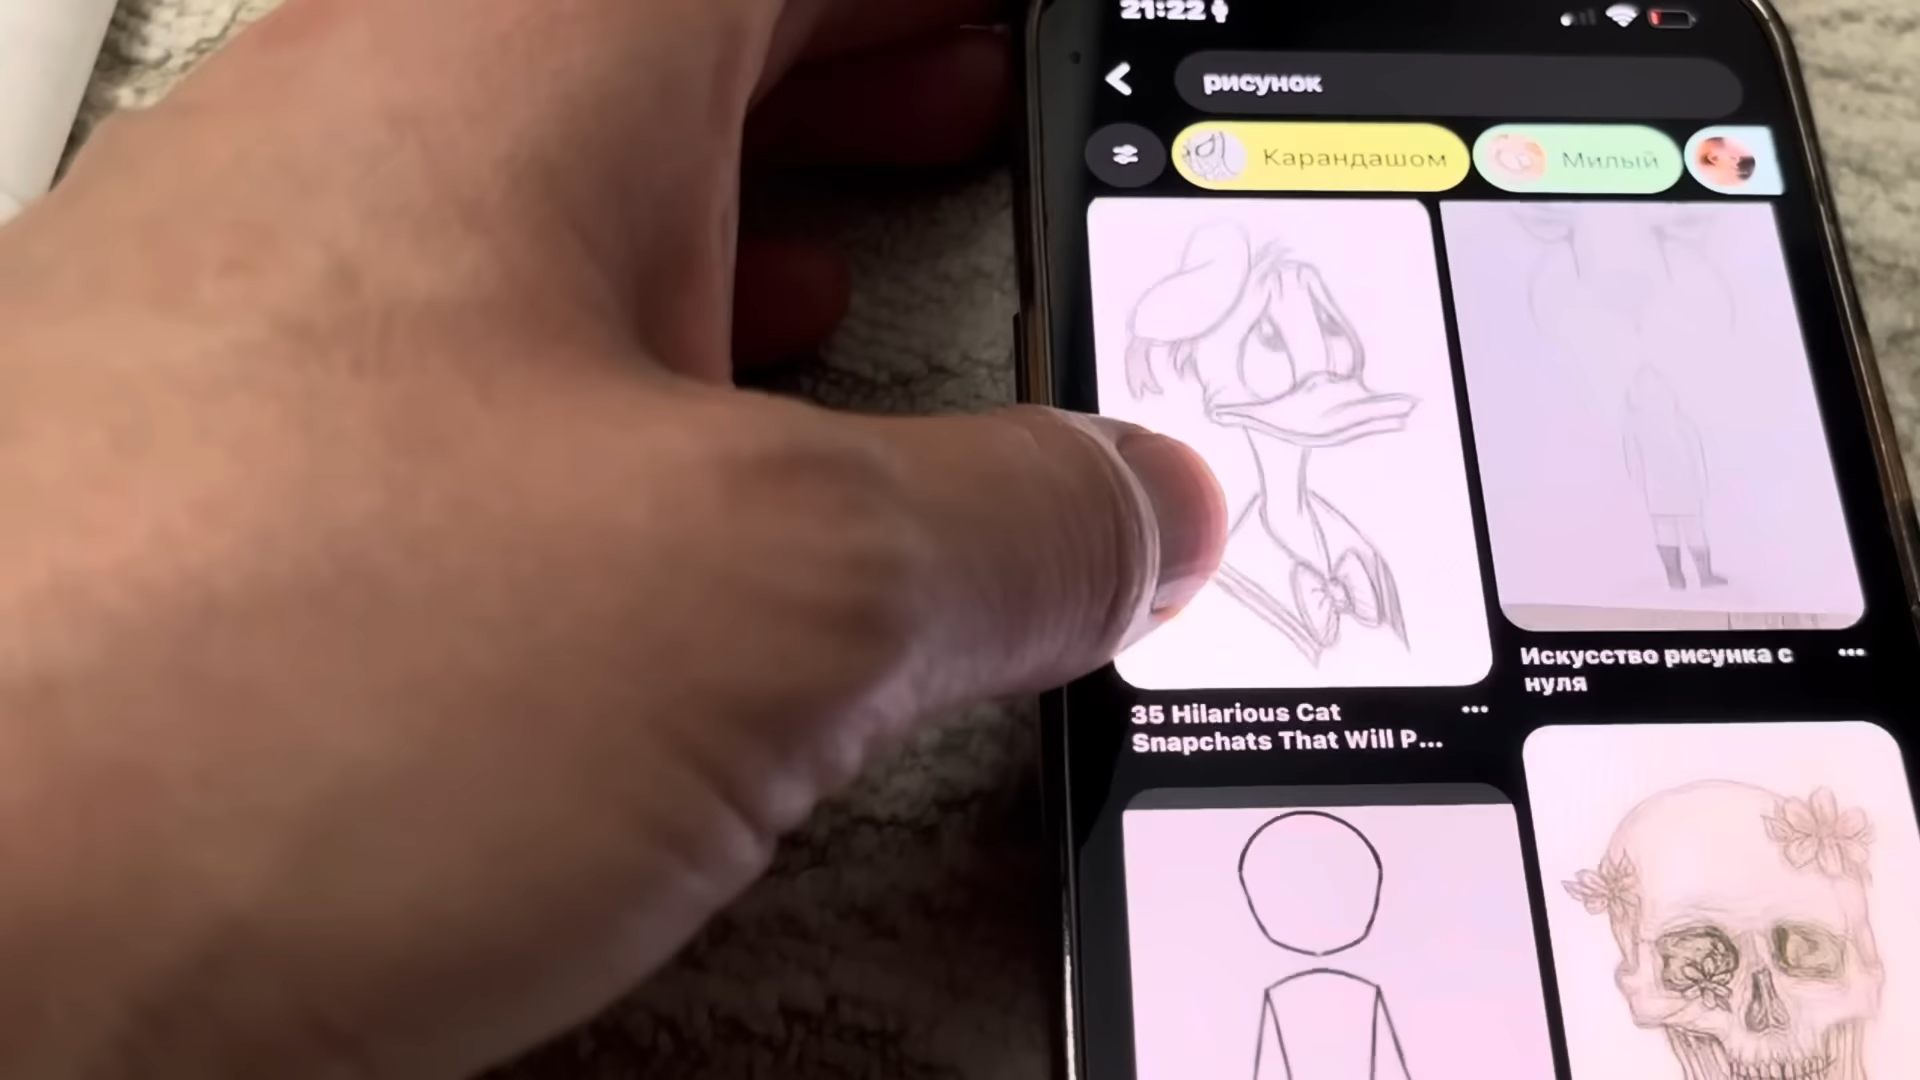 21:22
рисунок
Карандашом
Милый
35 Hilarious Cat
Snapchats That Will P...
Искусство рисунка с
нуля